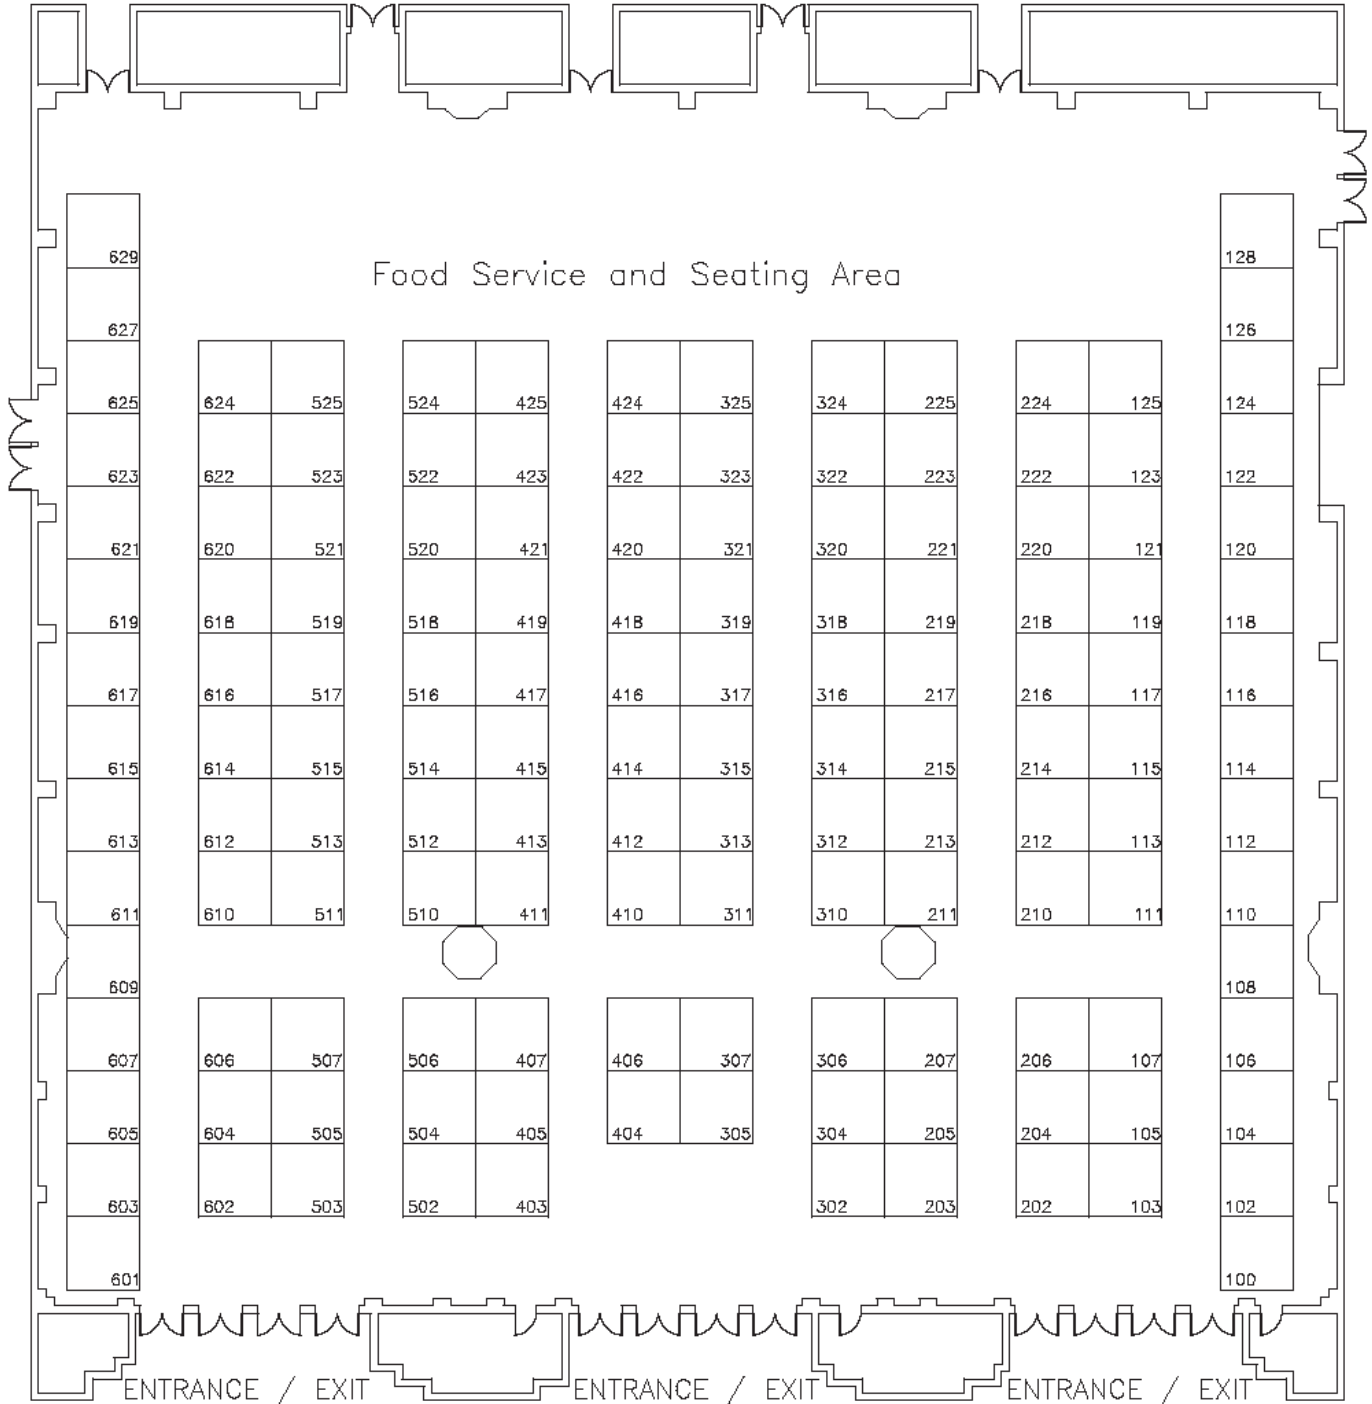 629 128
Food Service and Seating Area
627 126
625 624 525 524 425 424 325 324 225 224 125 124
623 622 523 522 423 422 323 322 223 222 123 122
621 620 521 520 421 420 321 320 221 220 121 120
619 618 519 518 419 418 319 318 219 218 119 118
617 616 517 516 417 416 317 316 217 216 117 116
615 614 515 514 415 414 315 314 215 214 115 114
613 612 513 512 413 412 313 312 213 212 113 112
611 610 511 510 411 410 311 310 211 210 111 110
609 108
607 606 507 506 407 406 307 306 207 206 107 106
605 604 505 504 405 404 305 304 205 204 105 104
603 602 503 502 403 302 203 202 103 102
601 100
ENTRANCE / EXIT ENTRANCE / EXIT ENTRANCE / EXIT